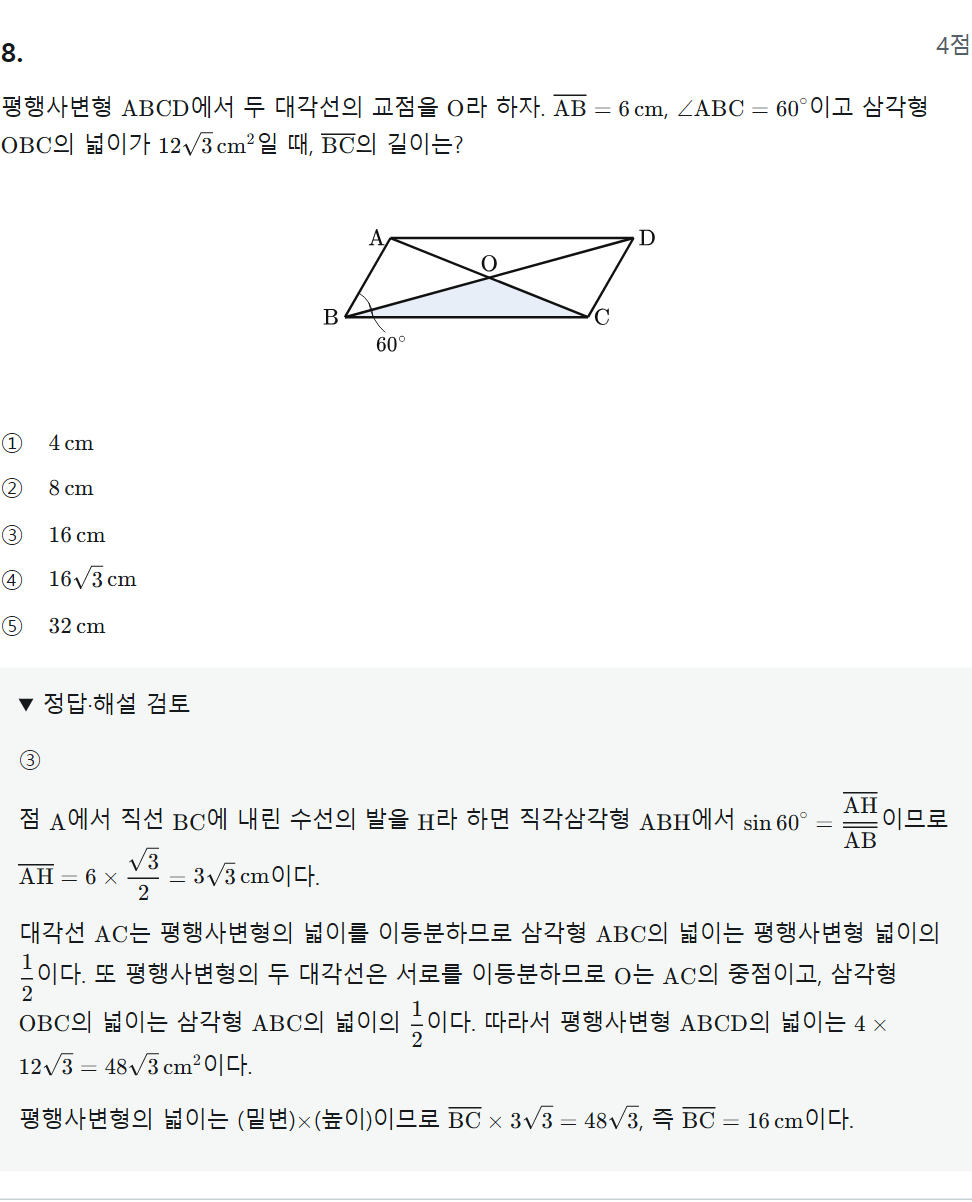 8.
4점
평행사변형 ABCD에서 두 대각선의 교점을 O라 하자. $\overline{AB}$ = 6 cm, ∠ABC = 60°이고 삼각형
OBC의 넓이가 12√3 cm²일 때, $\overline{BC}$의 길이는?
A
D
O
B
C
60°
① 4 cm
② 8 cm
③ 16 cm
④ 16√3 cm
⑤ 32 cm
▼ 정답·해설 검토
③
점 A에서 직선 BC에 내린 수선의 발을 H라 하면 직각삼각형 ABH에서 sin 60° = $\frac{\overline{AH}}{\overline{AB}}$이므로
$\overline{AH}$ = 6 × $\frac{\sqrt{3}}{2}$ = 3√3 cm이다.
대각선 AC는 평행사변형의 넓이를 이등분하므로 삼각형 ABC의 넓이는 평행사변형 넓이의
$\frac{1}{2}$이다. 또 평행사변형의 두 대각선은 서로를 이등분하므로 O는 AC의 중점이고, 삼각형
OBC의 넓이는 삼각형 ABC의 넓이의 $\frac{1}{2}$이다. 따라서 평행사변형 ABCD의 넓이는 4 ×
12√3 = 48√3 cm²이다.
평행사변형의 넓이는 (밑변)×(높이)이므로 $\overline{BC}$ × 3√3 = 48√3, 즉 $\overline{BC}$ = 16 cm이다.